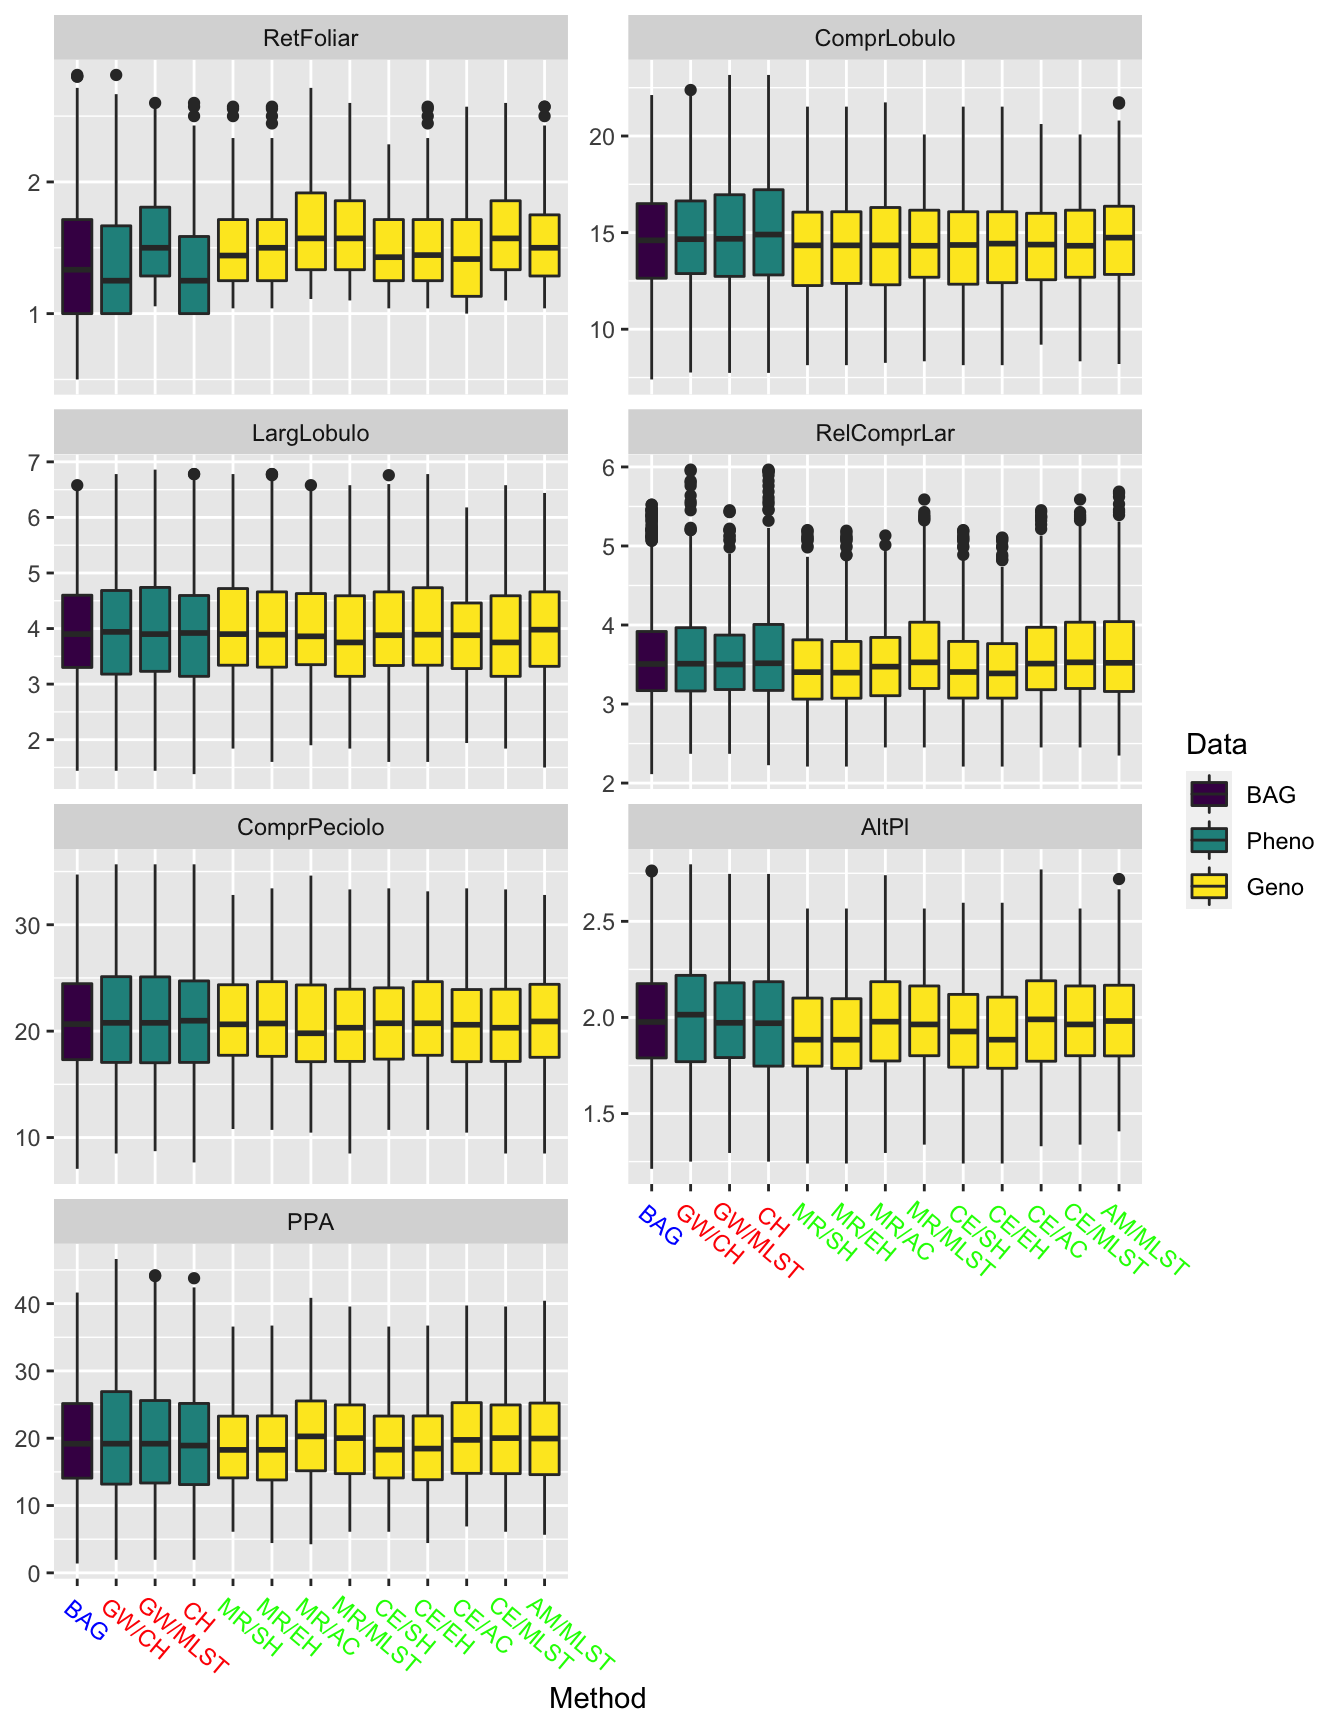 RetFoliar
ComprLobulo
2
1
20
15
10
LargLobulo
RelComprLar
7
6
5
4
3
2
6
5
4
3
2
ComprPeciolo
AltPl
30
20
10
2.5
2.0
1.5
BAG
GW/CH
GW/MLST
CH
MR/SH
MR/EH
MR/AC
MR/MLST
CE/SH
CE/EH
CE/AC
CE/MLST
AM/MLST
PPA
40
30
20
10
0
BAG
GW/CH
GW/MLST
CH
MR/SH
MR/EH
MR/AC
MR/MLST
CE/SH
CE/EH
CE/AC
CE/MLST
AM/MLST
Method
Data
BAG
Pheno
Geno